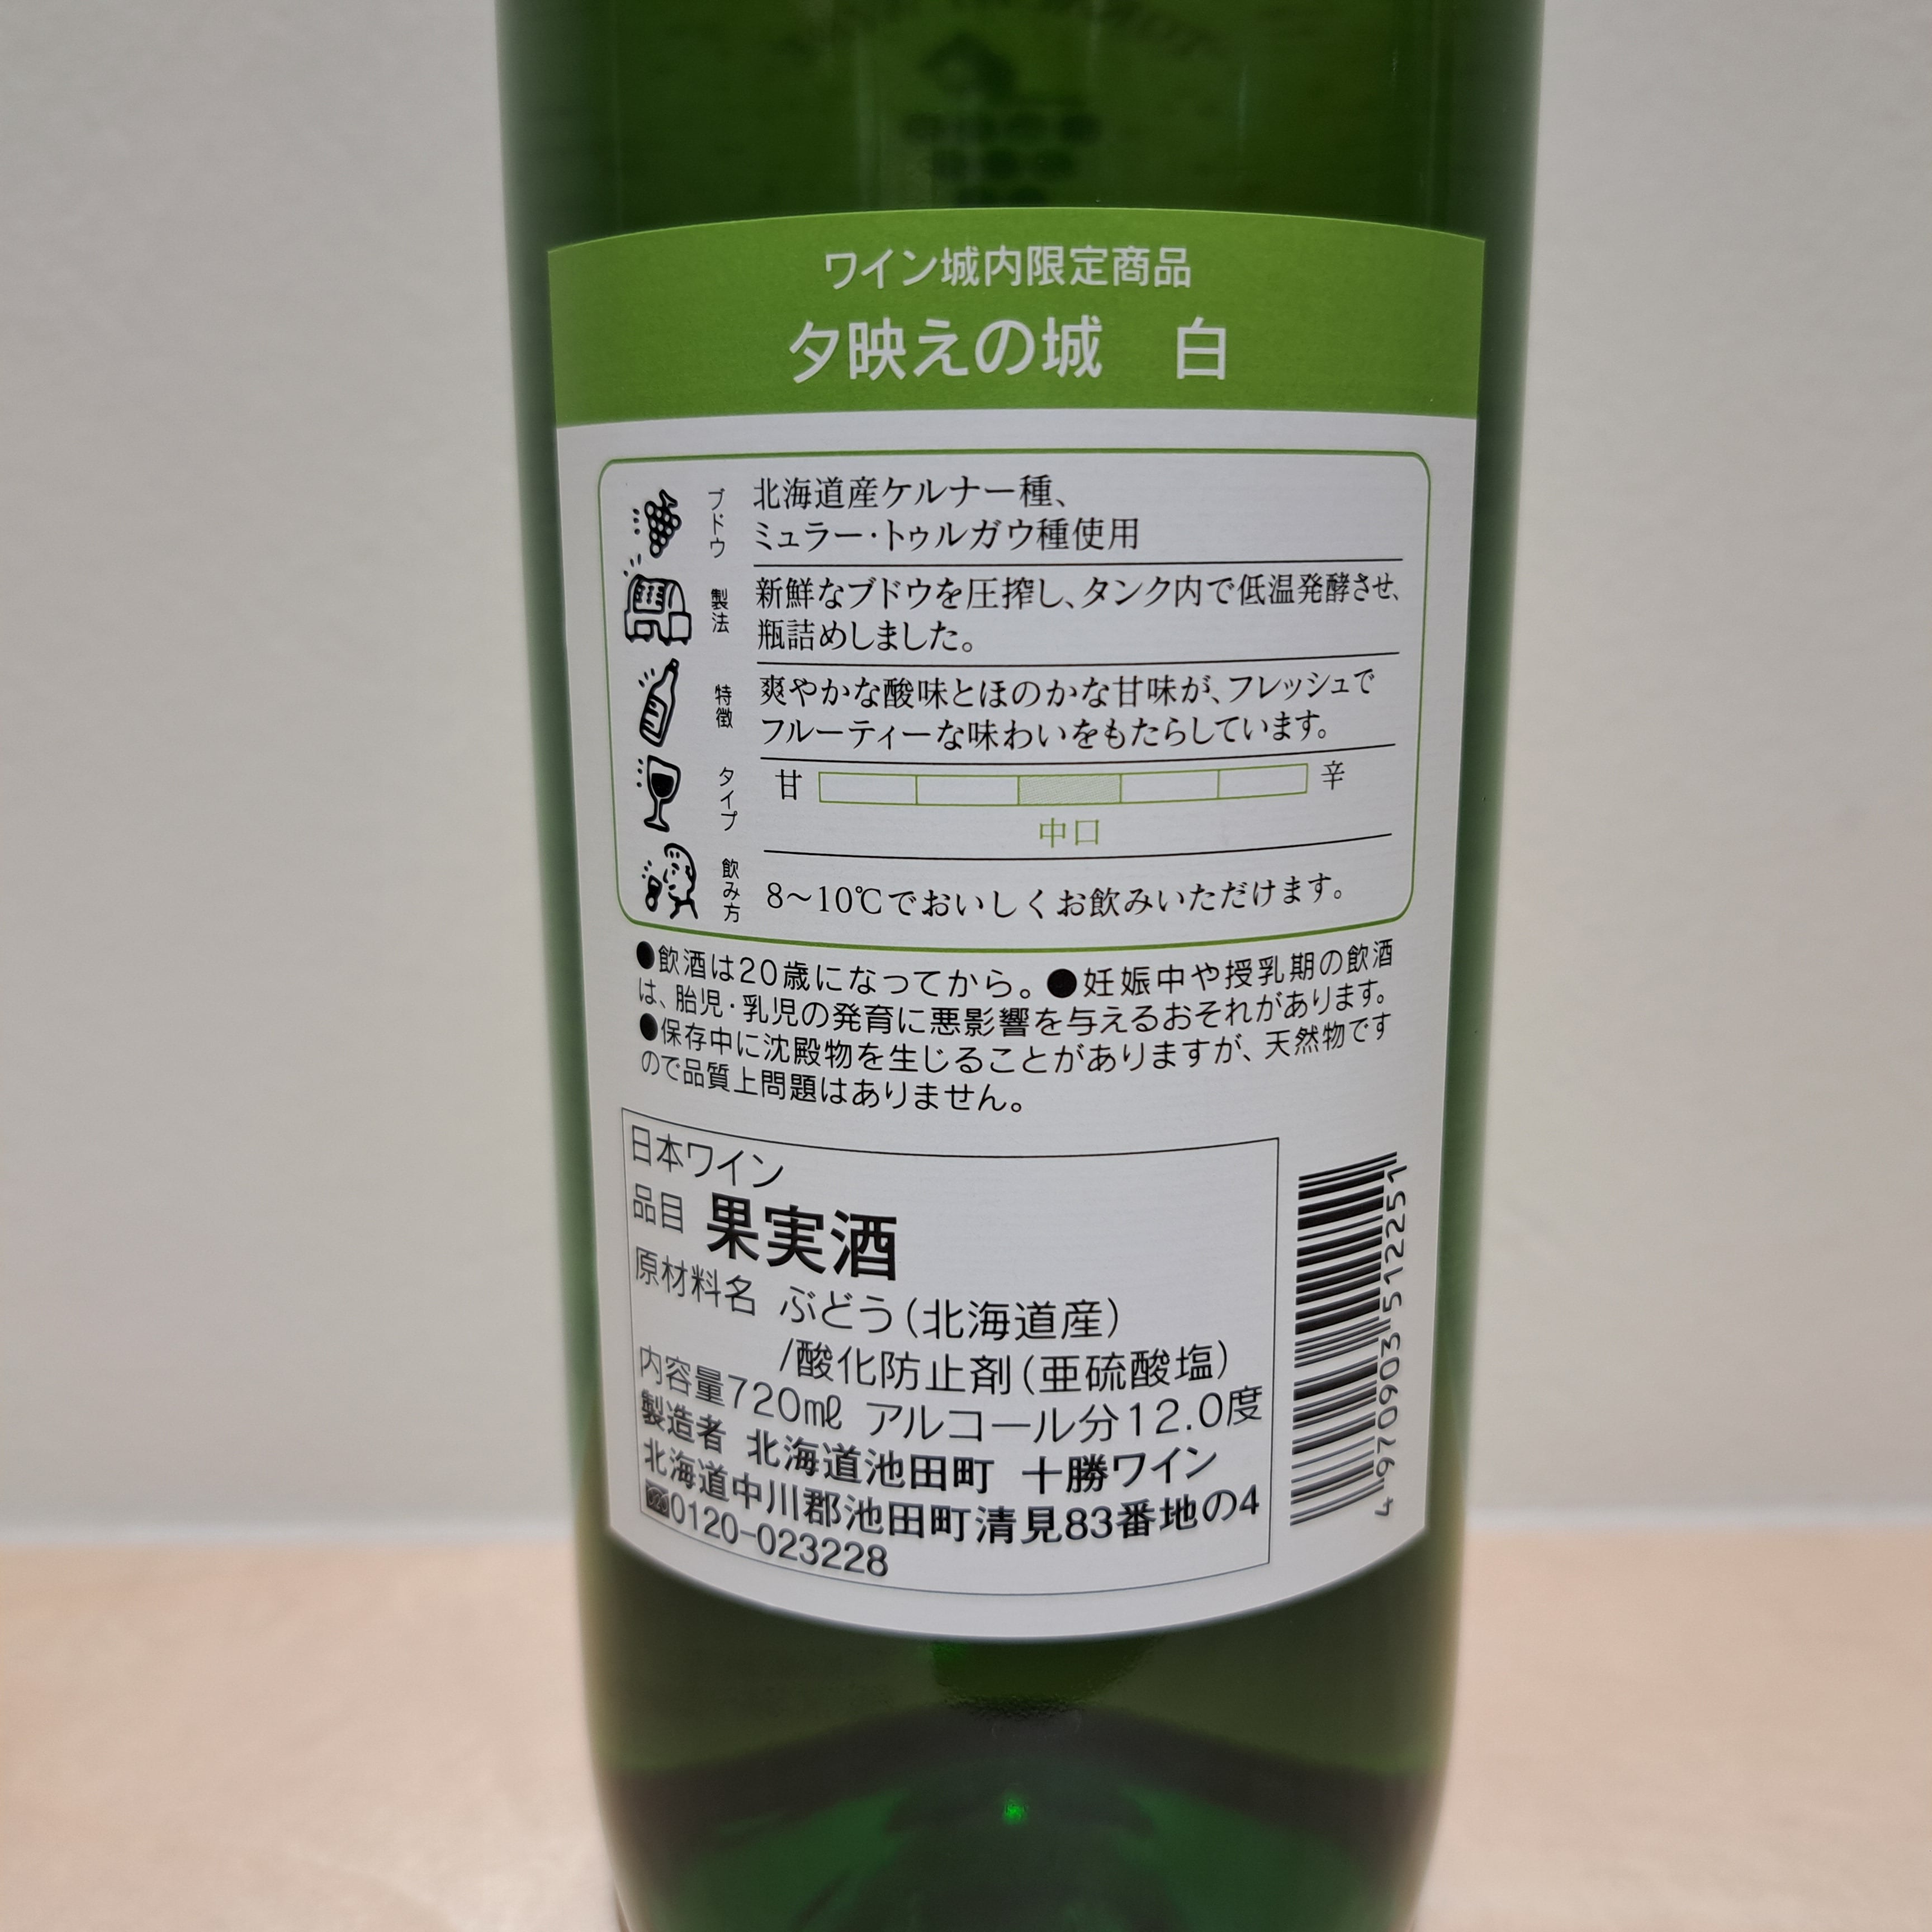 ワイン城内限定商品
夕映えの城　白
ブドウ
北海道産ケルナー種、
ミュラー・トゥルガウ種使用
製法
新鮮なブドウを圧搾し、タンク内で低温発酵させ、
瓶詰めしました。
特徴
爽やかな酸味とほのかな甘味が、フレッシュで
フルーティーな味わいをもたらしています。
タイプ
甘 辛
中口
飲み方
8～10℃でおいしくお飲みいただけます。
●飲酒は20歳になってから。●妊娠中や授乳期の飲酒
は、胎児・乳児の発育に悪影響を与えるおそれがあります。
●保存中に沈殿物を生じることがありますが、天然物です
ので品質上問題はありません。
日本ワイン
品目 果実酒
原材料名 ぶどう(北海道産)
/酸化防止剤(亜硫酸塩)
内容量720mℓ アルコール分12.0度
製造者 北海道池田町 十勝ワイン
北海道中川郡池田町清見83番地の4
0120-023228
4 970903 512251